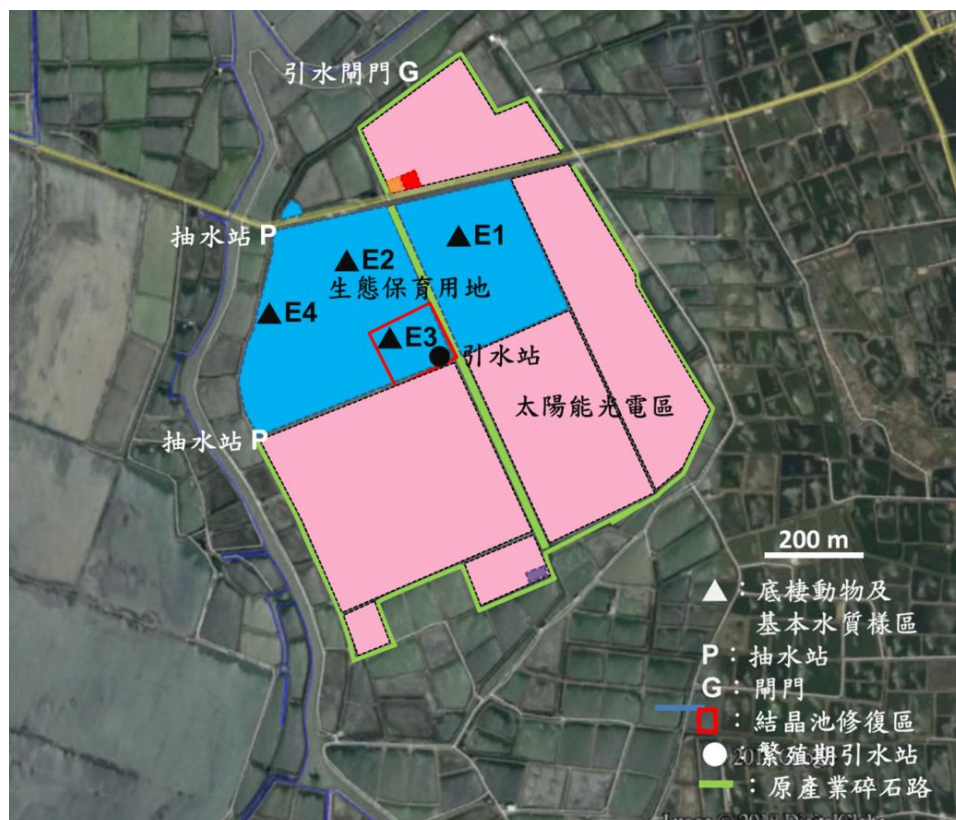 引水閘門 G
抽水站 P
E1
E2
生態保育用地
E4
E3
引水站
太陽能光電區
抽水站 P
200 m
▲：底棲動物及
基本水質樣區
P：抽水站
G：閘門
：結晶池修復區
●：繁殖期引水站
：原產業碎石路